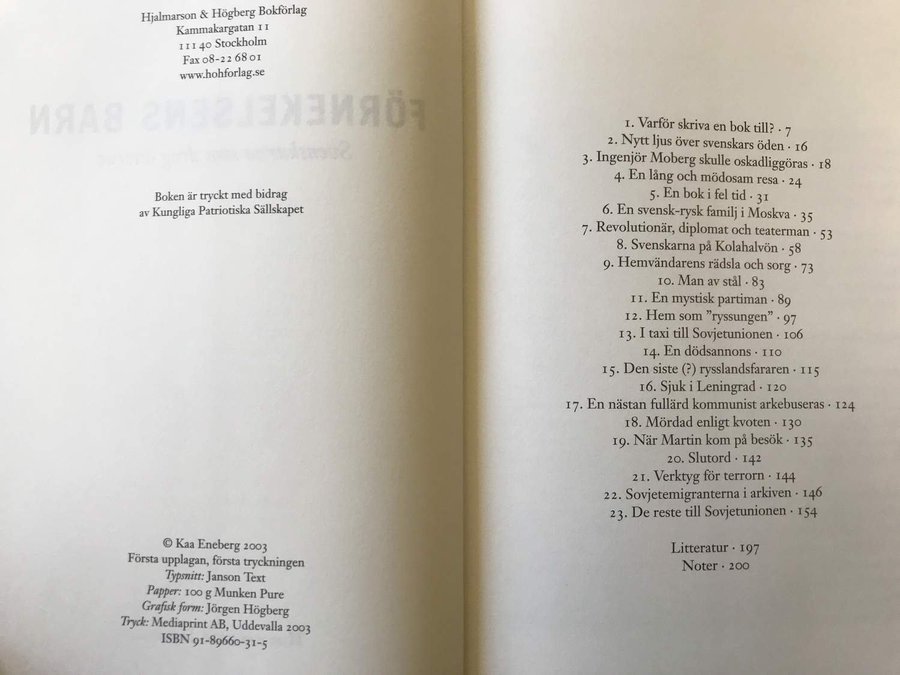 Hjalmarson & Högberg Bokförlag
Kammakargatan 11
111 40 Stockholm
Fax 08-22 68 01
www.hohforlag.se
FÖRNEKELSENS BARN
Boken är tryckt med bidrag
av Kungliga Patriotiska Sällskapet
© Kaa Eneberg 2003
Första upplagan, första tryckningen
Typsnitt: Janson Text
Papper: 100 g Munken Pure
Grafisk form: Jörgen Högberg
Tryck: Mediaprint AB, Uddevalla 2003
ISBN 91-89660-31-5
1. Varför skriva en bok till? · 7
2. Nytt ljus över svenskars öden · 16
3. Ingenjör Moberg skulle oskadliggöras · 18
4. En lång och mödosam resa · 24
5. En bok i fel tid · 31
6. En svensk-rysk familj i Moskva · 35
7. Revolutionär, diplomat och teaterman · 53
8. Svenskarna på Kolahalvön · 58
9. Hemvändarens rädsla och sorg · 73
10. Man av stål · 83
11. En mystisk partiman · 89
12. Hem som ”ryssungen” · 97
13. I taxi till Sovjetunionen · 106
14. En dödsannons · 110
15. Den siste (?) rysslandsfararen · 115
16. Sjuk i Leningrad · 120
17. En nästan fullärd kommunist arkebuseras · 124
18. Mördad enligt kvoten · 130
19. När Martin kom på besök · 135
20. Slutord · 142
21. Verktyg för terrorn · 144
22. Sovjetemigranterna i arkiven · 146
23. De reste till Sovjetunionen · 154
Litteratur · 197
Noter · 200